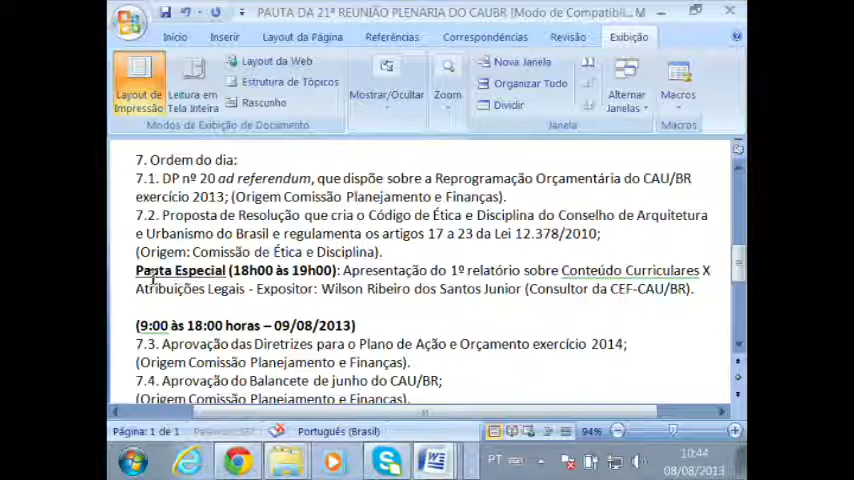 PAUTA DA 21ª REUNIÃO PLENARIA DO CAUBR [Modo de Compatibil... M
Início Inserir Layout da Página Referências Correspondências Revisão Exibição
Layout de Impressão
Leitura em Tela Inteira
Layout da Web
Estrutura de Tópicos
Rascunho
Modos de Exibição de Documento
Mostrar/Ocultar
Zoom
Nova Janela
Organizar Tudo
Dividir
Janela
Alternar Janelas
Macros
Macros
7. Ordem do dia:
7.1. DP nº 20 ad referendum, que dispõe sobre a Reprogramação Orçamentária do CAU/BR
exercício 2013; (Origem Comissão Planejamento e Finanças).
7.2. Proposta de Resolução que cria o Código de Ética e Disciplina do Conselho de Arquitetura
e Urbanismo do Brasil e regulamenta os artigos 17 a 23 da Lei 12.378/2010;
(Origem: Comissão de Ética e Disciplina).
Pauta Especial (18h00 às 19h00): Apresentação do 1º relatório sobre Conteúdo Curriculares X
Atribuições Legais - Expositor: Wilson Ribeiro dos Santos Junior (Consultor da CEF-CAU/BR).
(9:00 às 18:00 horas – 09/08/2013)
7.3. Aprovação das Diretrizes para o Plano de Ação e Orçamento exercício 2014;
(Origem Comissão Planejamento e Finanças).
7.4. Aprovação do Balancete de junho do CAU/BR;
(Origem Comissão Planejamento e Finanças).
Página: 1 de 1 Português (Brasil) 94%
PT 10:44
08/08/2013